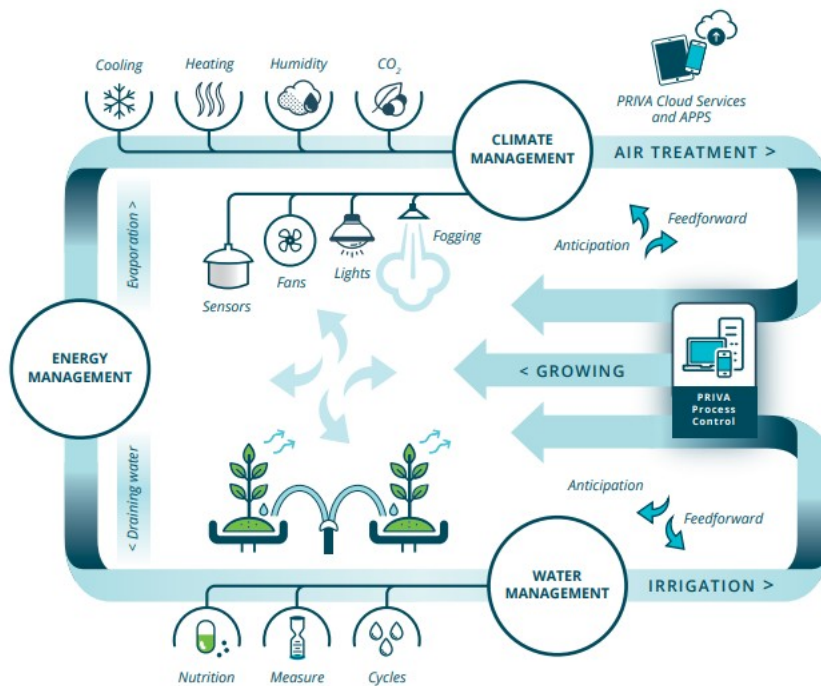 Cooling
Heating
Humidity
CO₂
PRIVA Cloud Services
and APPS
CLIMATE
MANAGEMENT
AIR TREATMENT >
Evaporation >
Sensors
Fans
Lights
Fogging
Anticipation
Feedforward
ENERGY
MANAGEMENT
< GROWING
PRIVA
Process
Control
< Draining water
Anticipation
Feedforward
WATER
MANAGEMENT
IRRIGATION >
Nutrition
Measure
Cycles